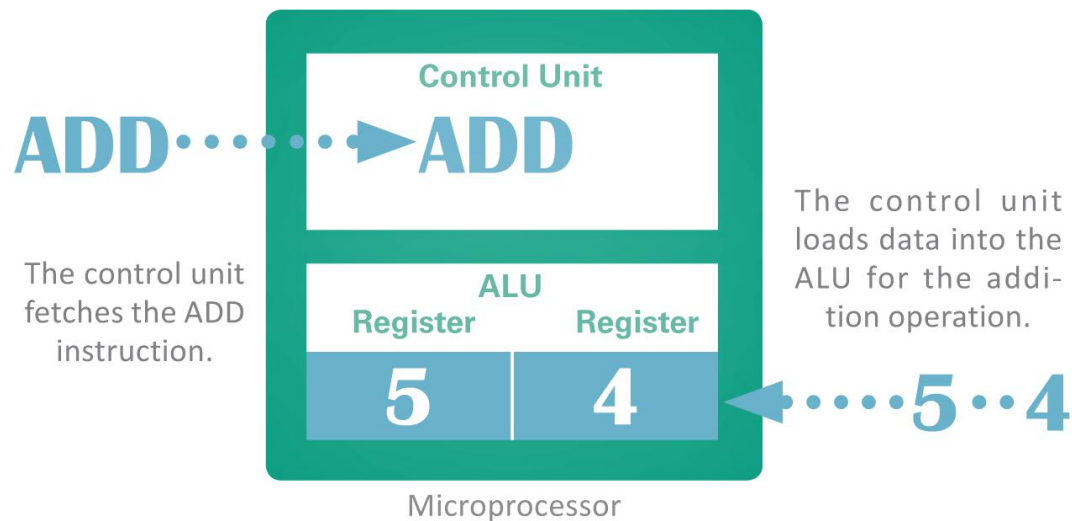 Control Unit
ADD
ADD
The control unit
fetches the ADD
instruction.
The control unit
loads data into the
ALU for the addi-
tion operation.
ALU
Register Register
5 4
5 4
Microprocessor